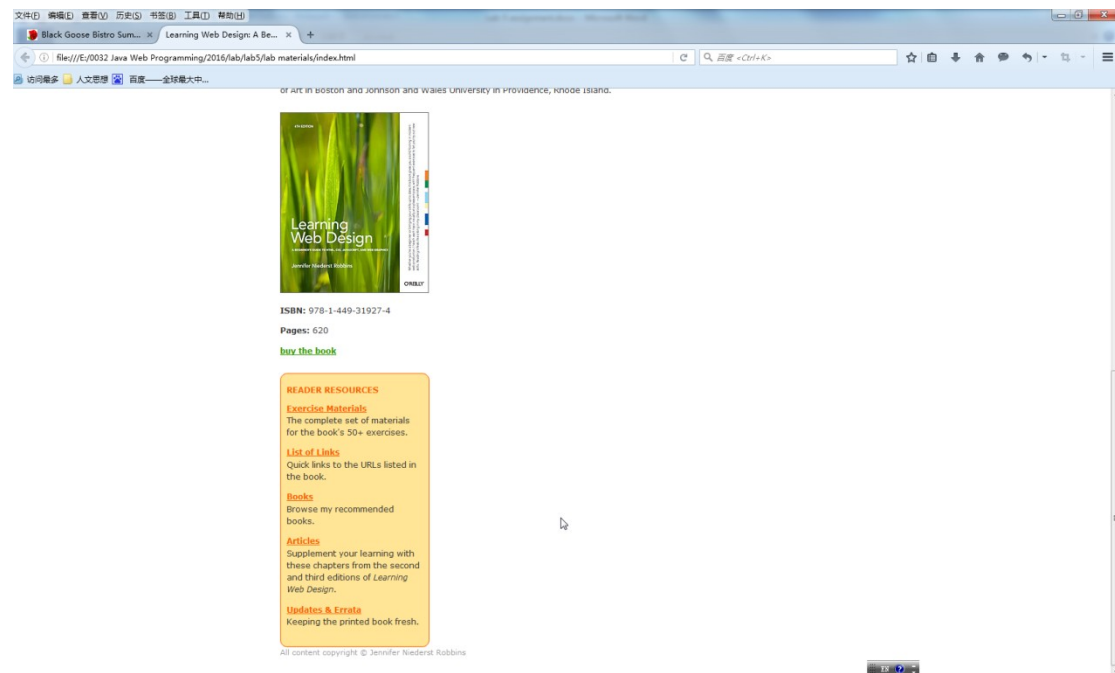 文件(F) 编辑(E) 查看(V) 历史(S) 书签(B) 工具(T) 帮助(H)
Black Goose Bistro Sum... × Learning Web Design: A Be... × +
file:///E:/0032 Java Web Programming/2016/lab/lab5/lab materials/index.html
百度 <Ctrl+K>
访问最多 人文思想 百度——全球最大中...
of Art in Boston and Johnson and Wales University in Providence, Rhode Island.
4TH EDITION
Learning
Web Design
Jennifer Niederst Robbins
O'REILLY
ISBN: 978-1-449-31927-4
Pages: 620
buy the book
READER RESOURCES
Exercise Materials
The complete set of materials
for the book's 50+ exercises.
List of Links
Quick links to the URLs listed in
the book.
Books
Browse my recommended
books.
Articles
Supplement your learning with
these chapters from the second
and third editions of Learning
Web Design.
Updates & Errata
Keeping the printed book fresh.
All content copyright © Jennifer Niederst Robbins